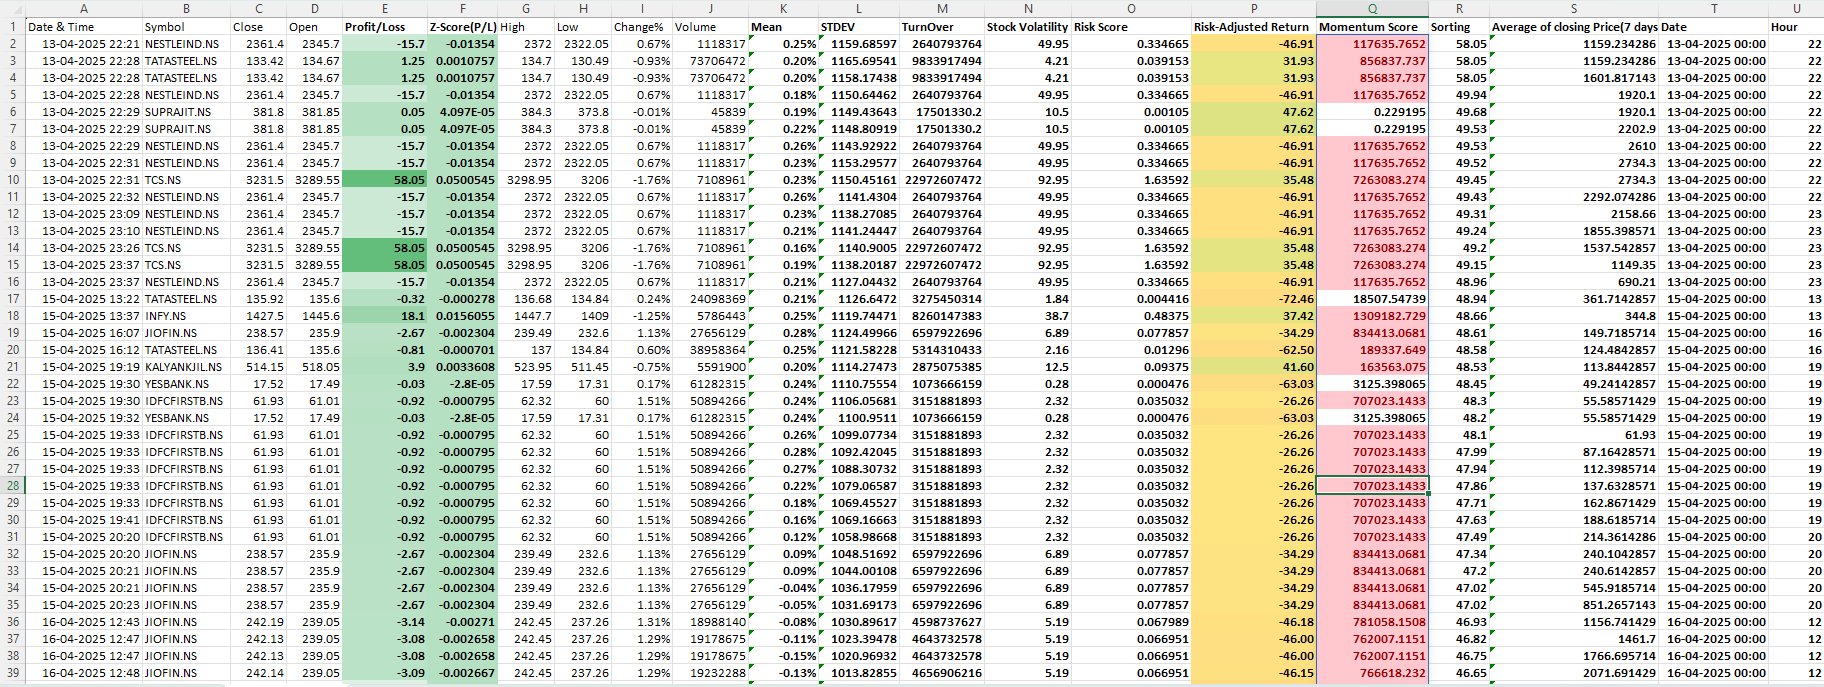 A B C D E F G H I J K L M N O P Q R S T U
1 Date & Time Symbol Close Open Profit/Loss Z-Score(P/L) High Low Change% Volume Mean STDEV TurnOver Stock Volatility Risk Score Risk-Adjusted Return Momentum Score Sorting Average of closing Price(7 days Date Hour
2 13-04-2025 22:21 NESTLEIND.NS 2361.4 2345.7 -15.7 -0.01354 2372 2322.05 0.67% 1118317 0.25% 1159.68597 2640793764 49.95 0.334665 -46.91 117635.7652 58.05 1159.234286 13-04-2025 00:00 22
3 13-04-2025 22:28 TATASTEEL.NS 133.42 134.67 1.25 0.0010757 134.7 130.49 -0.93% 73706472 0.20% 1165.69541 9833917494 4.21 0.039153 31.93 856837.737 58.05 1159.234286 13-04-2025 00:00 22
4 13-04-2025 22:28 TATASTEEL.NS 133.42 134.67 1.25 0.0010757 134.7 130.49 -0.93% 73706472 0.20% 1158.17438 9833917494 4.21 0.039153 31.93 856837.737 58.05 1601.817143 13-04-2025 00:00 22
5 13-04-2025 22:28 NESTLEIND.NS 2361.4 2345.7 -15.7 -0.01354 2372 2322.05 0.67% 1118317 0.18% 1150.64462 2640793764 49.95 0.334665 -46.91 117635.7652 49.94 1920.1 13-04-2025 00:00 22
6 13-04-2025 22:29 SUPRAJIT.NS 381.8 381.85 0.05 4.097E-05 384.3 373.8 -0.01% 45839 0.19% 1149.43643 17501330.2 10.5 0.00105 47.62 0.229195 49.68 1920.1 13-04-2025 00:00 22
7 13-04-2025 22:29 SUPRAJIT.NS 381.8 381.85 0.05 4.097E-05 384.3 373.8 -0.01% 45839 0.22% 1148.80919 17501330.2 10.5 0.00105 47.62 0.229195 49.53 2202.9 13-04-2025 00:00 22
8 13-04-2025 22:29 NESTLEIND.NS 2361.4 2345.7 -15.7 -0.01354 2372 2322.05 0.67% 1118317 0.26% 1143.92922 2640793764 49.95 0.334665 -46.91 117635.7652 49.53 2610 13-04-2025 00:00 22
9 13-04-2025 22:31 NESTLEIND.NS 2361.4 2345.7 -15.7 -0.01354 2372 2322.05 0.67% 1118317 0.23% 1153.29577 2640793764 49.95 0.334665 -46.91 117635.7652 49.52 2734.3 13-04-2025 00:00 22
10 13-04-2025 22:31 TCS.NS 3231.5 3289.55 58.05 0.0500545 3298.95 3206 -1.76% 7108961 0.23% 1150.45161 22972607472 92.95 1.63592 35.48 7263083.274 49.45 2734.3 13-04-2025 00:00 22
11 13-04-2025 22:32 NESTLEIND.NS 2361.4 2345.7 -15.7 -0.01354 2372 2322.05 0.67% 1118317 0.26% 1141.4304 2640793764 49.95 0.334665 -46.91 117635.7652 49.43 2292.074286 13-04-2025 00:00 22
12 13-04-2025 23:09 NESTLEIND.NS 2361.4 2345.7 -15.7 -0.01354 2372 2322.05 0.67% 1118317 0.23% 1138.27085 2640793764 49.95 0.334665 -46.91 117635.7652 49.31 2158.66 13-04-2025 00:00 23
13 13-04-2025 23:10 NESTLEIND.NS 2361.4 2345.7 -15.7 -0.01354 2372 2322.05 0.67% 1118317 0.21% 1141.24447 2640793764 49.95 0.334665 -46.91 117635.7652 49.24 1855.398571 13-04-2025 00:00 23
14 13-04-2025 23:26 TCS.NS 3231.5 3289.55 58.05 0.0500545 3298.95 3206 -1.76% 7108961 0.16% 1140.9005 22972607472 92.95 1.63592 35.48 7263083.274 49.2 1537.542857 13-04-2025 00:00 23
15 13-04-2025 23:37 TCS.NS 3231.5 3289.55 58.05 0.0500545 3298.95 3206 -1.76% 7108961 0.19% 1138.20187 22972607472 92.95 1.63592 35.48 7263083.274 49.15 1149.35 13-04-2025 00:00 23
16 13-04-2025 23:37 NESTLEIND.NS 2361.4 2345.7 -15.7 -0.01354 2372 2322.05 0.67% 1118317 0.21% 1127.04432 2640793764 49.95 0.334665 -46.91 117635.7652 48.96 690.21 13-04-2025 00:00 23
17 15-04-2025 13:22 TATASTEEL.NS 135.92 135.6 -0.32 -0.000278 136.68 134.84 0.24% 24098369 0.21% 1126.6472 3275450314 1.84 0.004416 -72.46 18507.54739 48.94 361.7142857 15-04-2025 00:00 13
18 15-04-2025 13:37 INFY.NS 1427.5 1445.6 18.1 0.0156055 1447.7 1409 -1.25% 5786443 0.25% 1119.74471 8260147383 38.7 0.48375 37.42 1309182.729 48.66 344.8 15-04-2025 00:00 13
19 15-04-2025 16:07 JIOFIN.NS 238.57 235.9 -2.67 -0.002304 239.49 232.6 1.13% 27656129 0.28% 1124.49966 6597922696 6.89 0.077857 -34.29 834413.0681 48.61 149.7185714 15-04-2025 00:00 16
20 15-04-2025 16:12 TATASTEEL.NS 136.41 135.6 -0.81 -0.000701 137 134.84 0.60% 38958364 0.25% 1121.58228 5314310433 2.16 0.01296 -62.50 189337.649 48.58 124.4842857 15-04-2025 00:00 16
21 15-04-2025 19:19 KALYANKJIL.NS 514.15 518.05 3.9 0.0033608 523.95 511.45 -0.75% 5591900 0.20% 1114.27473 2875075385 12.5 0.09375 41.60 163563.075 48.53 113.8442857 15-04-2025 00:00 19
22 15-04-2025 19:30 YESBANK.NS 17.52 17.49 -0.03 -2.8E-05 17.59 17.31 0.17% 61282315 0.24% 1110.75554 1073666159 0.28 0.000476 -63.03 3125.398065 48.45 49.24142857 15-04-2025 00:00 19
23 15-04-2025 19:30 IDFCFIRSTB.NS 61.93 61.01 -0.92 -0.000795 62.32 60 1.51% 50894266 0.24% 1106.05681 3151881893 2.32 0.035032 -26.26 707023.1433 48.3 55.58571429 15-04-2025 00:00 19
24 15-04-2025 19:32 YESBANK.NS 17.52 17.49 -0.03 -2.8E-05 17.59 17.31 0.17% 61282315 0.24% 1100.9511 1073666159 0.28 0.000476 -63.03 3125.398065 48.2 55.58571429 15-04-2025 00:00 19
25 15-04-2025 19:33 IDFCFIRSTB.NS 61.93 61.01 -0.92 -0.000795 62.32 60 1.51% 50894266 0.26% 1099.07734 3151881893 2.32 0.035032 -26.26 707023.1433 48.1 61.93 15-04-2025 00:00 19
26 15-04-2025 19:33 IDFCFIRSTB.NS 61.93 61.01 -0.92 -0.000795 62.32 60 1.51% 50894266 0.28% 1092.42045 3151881893 2.32 0.035032 -26.26 707023.1433 47.99 87.16428571 15-04-2025 00:00 19
27 15-04-2025 19:33 IDFCFIRSTB.NS 61.93 61.01 -0.92 -0.000795 62.32 60 1.51% 50894266 0.27% 1088.30732 3151881893 2.32 0.035032 -26.26 707023.1433 47.94 112.3985714 15-04-2025 00:00 19
28 15-04-2025 19:33 IDFCFIRSTB.NS 61.93 61.01 -0.92 -0.000795 62.32 60 1.51% 50894266 0.22% 1079.06587 3151881893 2.32 0.035032 -26.26 707023.1433 47.86 137.6328571 15-04-2025 00:00 19
29 15-04-2025 19:33 IDFCFIRSTB.NS 61.93 61.01 -0.92 -0.000795 62.32 60 1.51% 50894266 0.18% 1069.45527 3151881893 2.32 0.035032 -26.26 707023.1433 47.71 162.8671429 15-04-2025 00:00 19
30 15-04-2025 19:41 IDFCFIRSTB.NS 61.93 61.01 -0.92 -0.000795 62.32 60 1.51% 50894266 0.16% 1069.16663 3151881893 2.32 0.035032 -26.26 707023.1433 47.63 188.6185714 15-04-2025 00:00 19
31 15-04-2025 20:20 IDFCFIRSTB.NS 61.93 61.01 -0.92 -0.000795 62.32 60 1.51% 50894266 0.12% 1058.98668 3151881893 2.32 0.035032 -26.26 707023.1433 47.49 214.3614286 15-04-2025 00:00 20
32 15-04-2025 20:20 JIOFIN.NS 238.57 235.9 -2.67 -0.002304 239.49 232.6 1.13% 27656129 0.09% 1048.51692 6597922696 6.89 0.077857 -34.29 834413.0681 47.34 240.1042857 15-04-2025 00:00 20
33 15-04-2025 20:21 JIOFIN.NS 238.57 235.9 -2.67 -0.002304 239.49 232.6 1.13% 27656129 0.09% 1044.00108 6597922696 6.89 0.077857 -34.29 834413.0681 47.2 240.6142857 15-04-2025 00:00 20
34 15-04-2025 20:21 JIOFIN.NS 238.57 235.9 -2.67 -0.002304 239.49 232.6 1.13% 27656129 -0.04% 1036.17959 6597922696 6.89 0.077857 -34.29 834413.0681 47.02 545.9185714 15-04-2025 00:00 20
35 15-04-2025 20:23 JIOFIN.NS 238.57 235.9 -2.67 -0.002304 239.49 232.6 1.13% 27656129 -0.05% 1031.69173 6597922696 6.89 0.077857 -34.29 834413.0681 47.02 851.2657143 15-04-2025 00:00 20
36 16-04-2025 12:43 JIOFIN.NS 242.19 239.05 -3.14 -0.00271 242.45 237.26 1.31% 18988140 -0.08% 1030.89617 4598737627 5.19 0.067989 -46.18 781058.1508 46.93 1156.741429 16-04-2025 00:00 12
37 16-04-2025 12:47 JIOFIN.NS 242.13 239.05 -3.08 -0.002658 242.45 237.26 1.29% 19178675 -0.11% 1023.39478 4643732578 5.19 0.066951 -46.00 762007.1151 46.82 1461.7 16-04-2025 00:00 12
38 16-04-2025 12:47 JIOFIN.NS 242.13 239.05 -3.08 -0.002658 242.45 237.26 1.29% 19178675 -0.15% 1020.96932 4643732578 5.19 0.066951 -46.00 762007.1151 46.75 1766.695714 16-04-2025 00:00 12
39 16-04-2025 12:48 JIOFIN.NS 242.14 239.05 -3.09 -0.002667 242.45 237.26 1.29% 19232288 -0.13% 1013.82855 4656906216 5.19 0.066951 -46.15 766618.232 46.65 2071.691429 16-04-2025 00:00 12